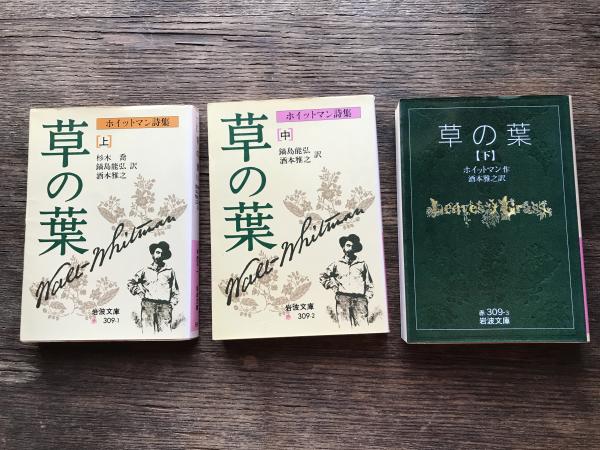 ホイットマン詩集
草の葉
[上]
杉木 喬
鍋島能弘 訳
酒本雅之
Walt Whitman
岩波文庫
赤
309-1
ホイットマン詩集
草の葉
[中]
鍋島能弘
酒本雅之 訳
Walt Whitman
岩波文庫
赤
309-2
草の葉
【下】
ホイットマン作
酒本雅之訳
Leaves of Grass
赤 309-3
岩波文庫